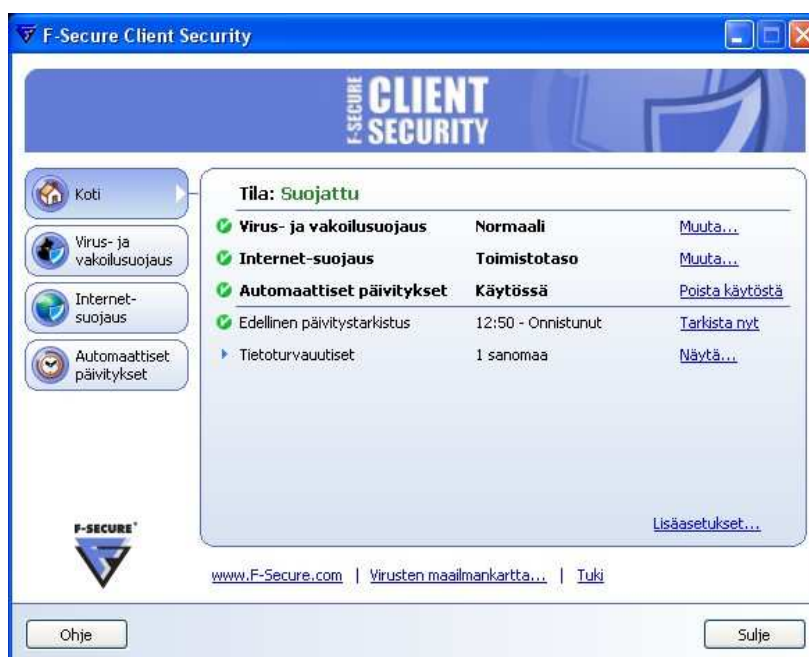 F-Secure Client Security
F-SECURE CLIENT SECURITY
Koti
Virus- ja
vakoilusuojaus
Internet-
suojaus
Automaattiset
päivitykset
Tila: Suojattu
Virus- ja vakoilusuojaus Normaali Muuta...
Internet-suojaus Toimistotaso Muuta...
Automaattiset päivitykset Käytössä Poista käytöstä
Edellinen päivitystarkistus 12:50 - Onnistunut Tarkista nyt
Tietoturvauutiset 1 sanomaa Näytä...
Lisäasetukset...
F-SECURE®
www.F-Secure.com | Virusten maailmankartta... | Tuki
Ohje Sulje